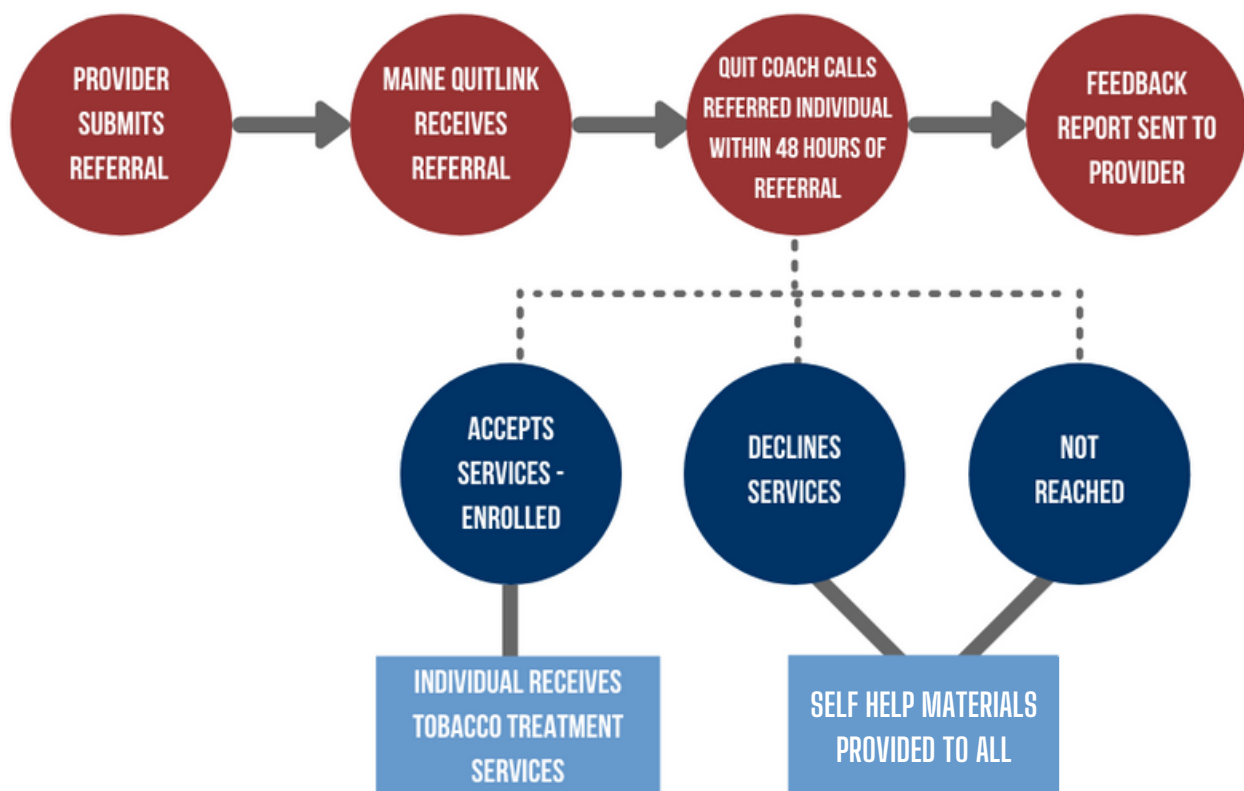 PROVIDER
SUBMITS
REFERRAL
MAINE QUITLINK
RECEIVES
REFERRAL
QUIT COACH CALLS
REFERRED INDIVIDUAL
WITHIN 48 HOURS OF
REFERRAL
FEEDBACK
REPORT SENT TO
PROVIDER
ACCEPTS
SERVICES -
ENROLLED
DECLINES
SERVICES
NOT
REACHED
INDIVIDUAL RECEIVES
TOBACCO TREATMENT
SERVICES
SELF HELP MATERIALS
PROVIDED TO ALL